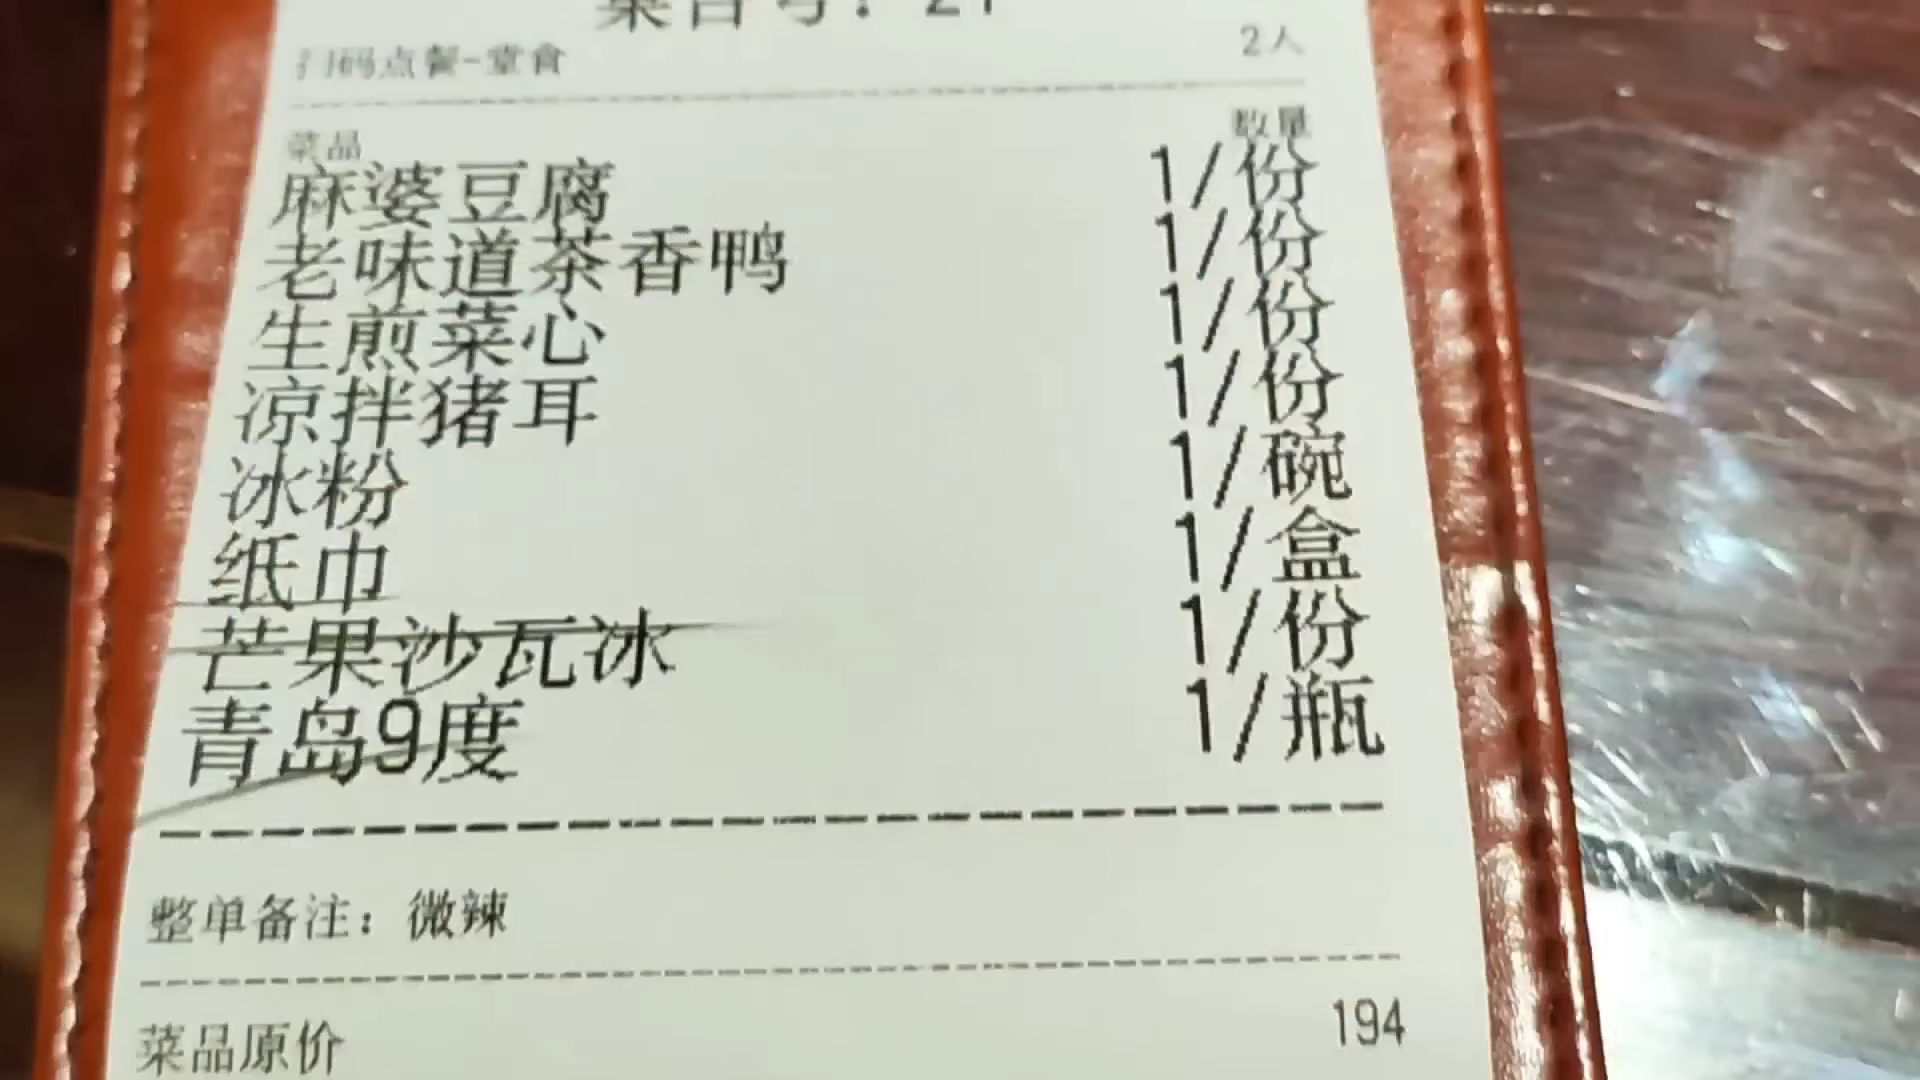 扫码点餐-堂食 2人
菜品 数量
麻婆豆腐 1/份
老味道茶香鸭 1/份
生煎菜心 1/份
凉拌猪耳 1/份
冰粉 1/碗
纸巾 1/盒
芒果沙瓦冰 1/份
青岛9度 1/瓶
整单备注：微辣
菜品原价 194